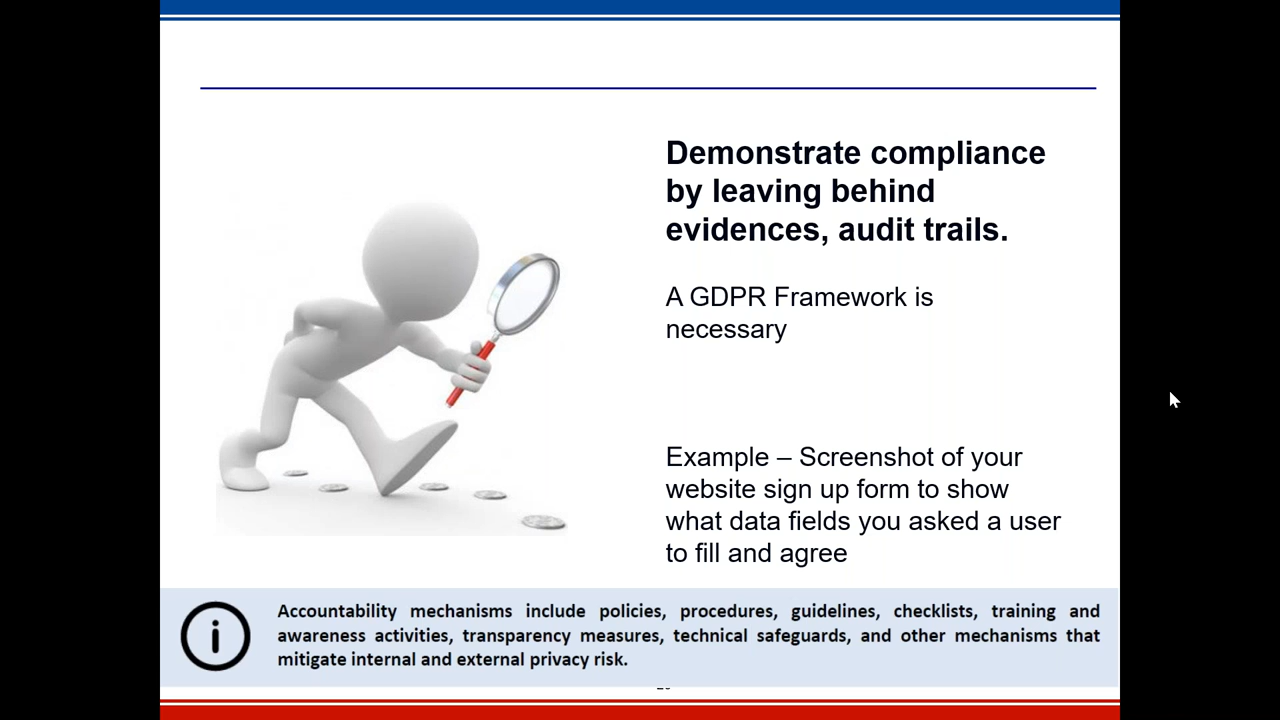 Demonstrate compliance
by leaving behind
evidences, audit trails.
A GDPR Framework is
necessary
Example – Screenshot of your
website sign up form to show
what data fields you asked a user
to fill and agree
Accountability mechanisms include policies, procedures, guidelines, checklists, training and
awareness activities, transparency measures, technical safeguards, and other mechanisms that
mitigate internal and external privacy risk.